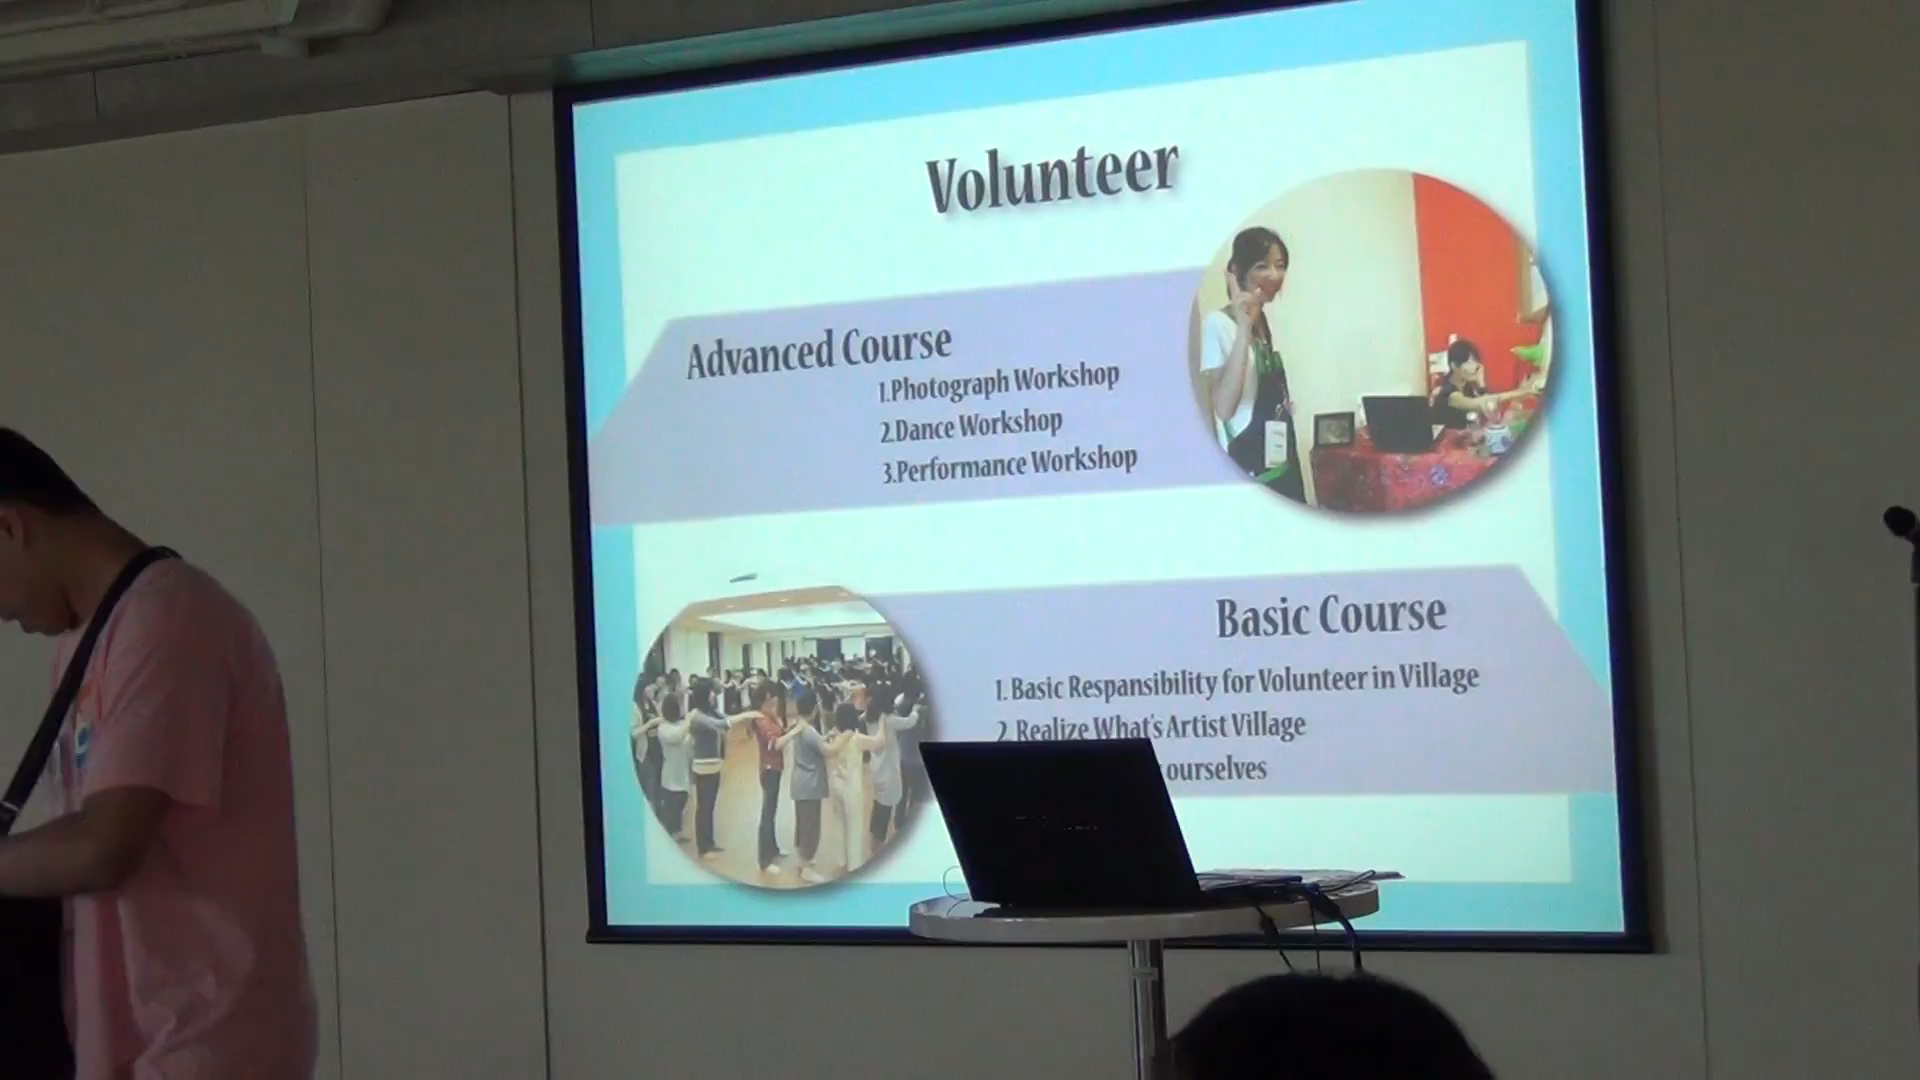 Volunteer
Advanced Course
1.Photograph Workshop
2.Dance Workshop
3.Performance Workshop
Basic Course
1. Basic Respansibility for Volunteer in Village
2. Realize What's Artist Village
ourselves